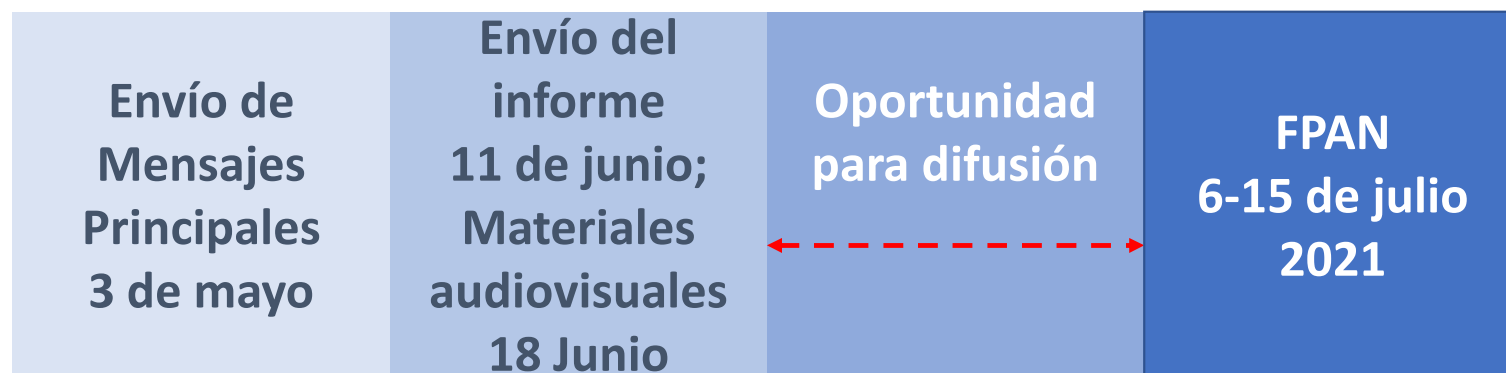 Envío de
Mensajes
Principales
3 de mayo
Envío del
informe
11 de junio;
Materiales
audiovisuales
18 Junio
Oportunidad
para difusión
FPAN
6-15 de julio
2021